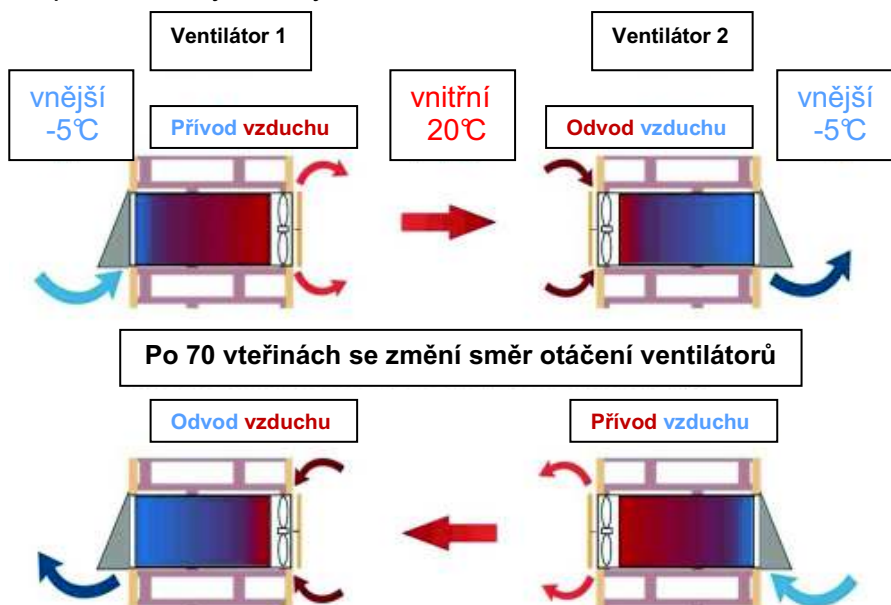 Ventilátor 1
Ventilátor 2
vnější
-5°C
Přívod vzduchu
vnitřní
20°C
Odvod vzduchu
vnější
-5°C
Po 70 vteřinách se změní směr otáčení ventilátorů
Odvod vzduchu
Přívod vzduchu